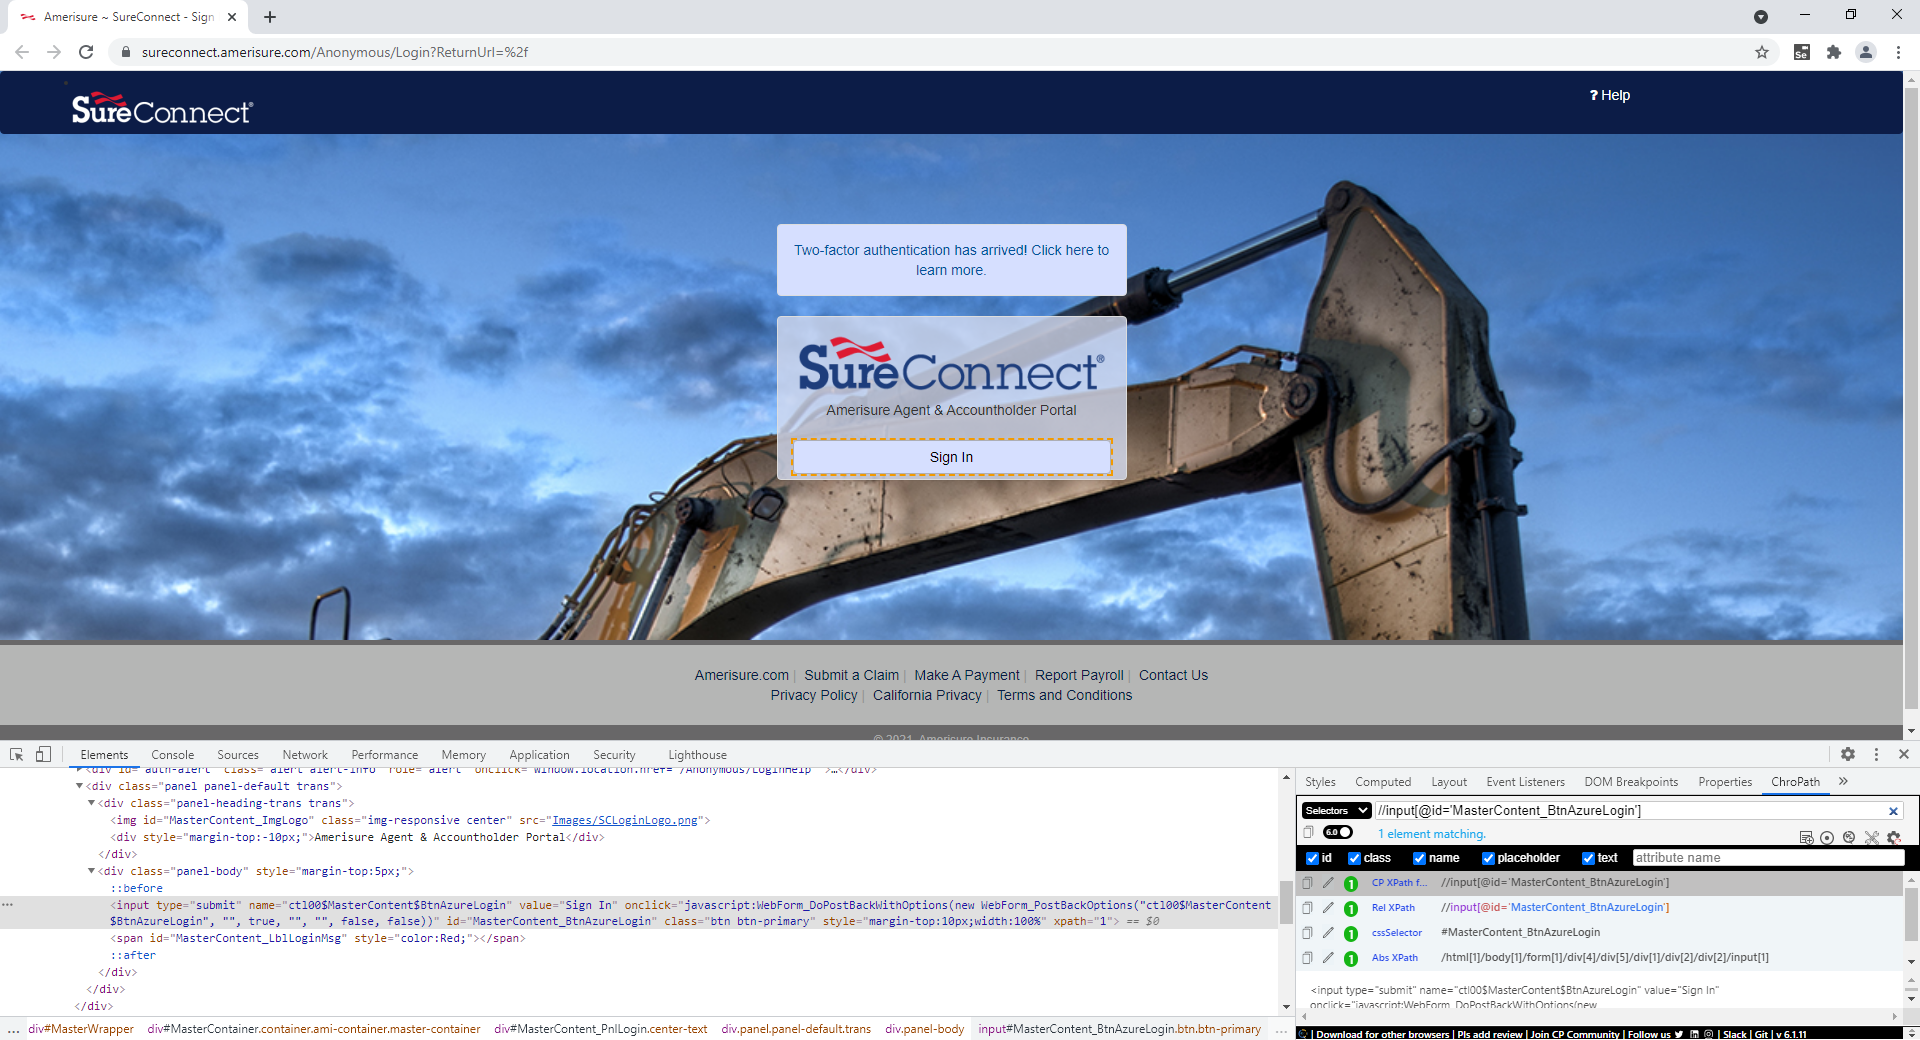 Amerisure ~ SureConnect - Sign
sureconnect.amerisure.com/Anonymous/Login?ReturnUrl=%2f
Se
SureConnect®
? Help
Two-factor authentication has arrived! Click here to
learn more.
SureConnect®
Amerisure Agent & Accountholder Portal
Sign In
Amerisure.com | Submit a Claim | Make A Payment | Report Payroll | Contact Us
Privacy Policy | California Privacy | Terms and Conditions
© 2021, Amerisure Insurance
Elements Console Sources Network Performance Memory Application Security Lighthouse
<div id="auth-alert" class="alert alert-info" role="alert" onclick="window.location.href='/Anonymous/LoginHelp'">…</div>
<div class="panel panel-default trans">
<div class="panel-heading-trans trans">
<img id="MasterContent_ImgLogo" class="img-responsive center" src="Images/SCLoginLogo.png">
<div style="margin-top:-10px;">Amerisure Agent & Accountholder Portal</div>
</div>
<div class="panel-body" style="margin-top:5px;">
::before
<input type="submit" name="ctl00$MasterContent$BtnAzureLogin" value="Sign In" onclick="javascript:WebForm_DoPostBackWithOptions(new WebForm_PostBackOptions("ctl00$MasterContent
$BtnAzureLogin", "", true, "", "", false, false))" id="MasterContent_BtnAzureLogin" class="btn btn-primary" style="margin-top:10px;width:100%" xpath="1"> == $0
<span id="MasterContent_LblLoginMsg" style="color:Red;"></span>
::after
</div>
</div>
</div>
... div#MasterWrapper div#MasterContainer.container.ami-container.master-container div#MasterContent_PnlLogin.center-text div.panel.panel-default.trans div.panel-body input#MasterContent_BtnAzureLogin.btn.btn-primary ...
Styles Computed Layout Event Listeners DOM Breakpoints Properties ChroPath »
Selectors //input[@id='MasterContent_BtnAzureLogin'] x
6.0 1 element matching.
id class name placeholder text attribute name
1 CP XPath f... //input[@id='MasterContent_BtnAzureLogin']
1 Rel XPath //input[@id='MasterContent_BtnAzureLogin']
1 cssSelector #MasterContent_BtnAzureLogin
1 Abs XPath /html[1]/body[1]/form[1]/div[4]/div[5]/div[1]/div[2]/div[2]/input[1]
<input type="submit" name="ctl00$MasterContent$BtnAzureLogin" value="Sign In"
onclick="javascript:WebForm_DoPostBackWithOptions(new
| Download for other browsers | Pls add review | Join CP Community | Follow us | Slack | Git | v 6.1.11